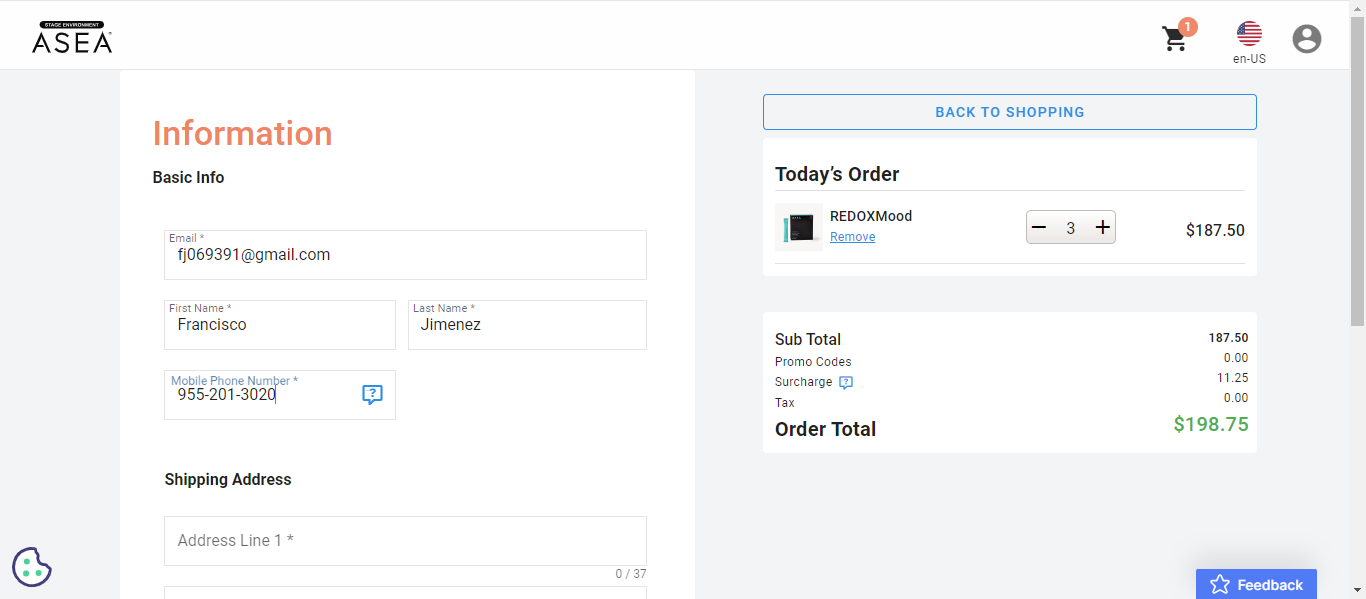 STAGE ENVIRONMENT
ASEA
1
en-US
Information
Basic Info
Email *
fj069391@gmail.com
First Name *
Francisco
Last Name *
Jimenez
Mobile Phone Number *
955-201-3020
?
Shipping Address
Address Line 1 *
0 / 37
BACK TO SHOPPING
Today’s Order
REDOXMood
Remove
3
$187.50
Sub Total 187.50
Promo Codes 0.00
Surcharge ? 11.25
Tax 0.00
Order Total $198.75
Feedback